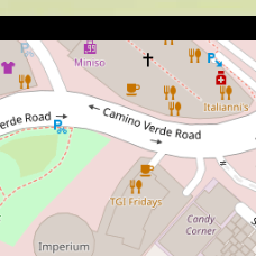 Miniso
Italianni's
Camino Verde Road
erde Road
TGI Fridays
Candy
Corner
Imperium